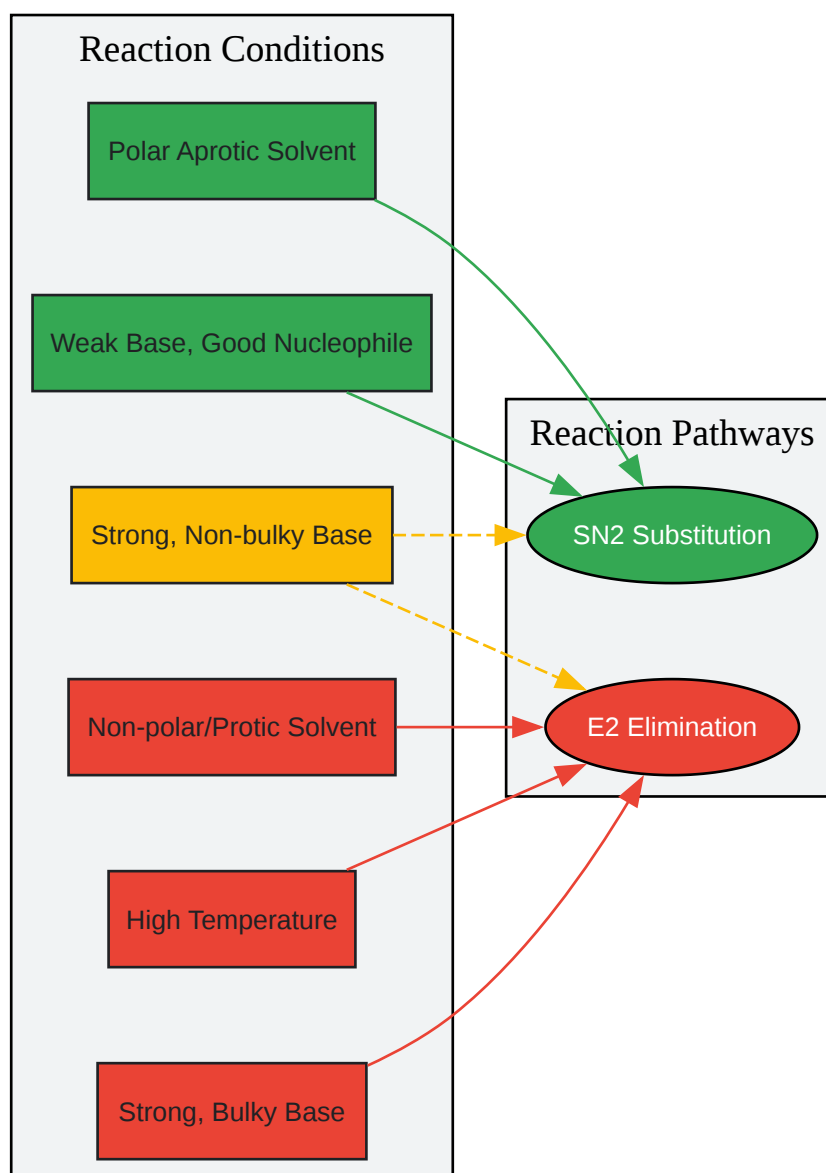 Reaction Conditions
Polar Aprotic Solvent
Weak Base, Good Nucleophile
Reaction Pathways
Strong, Non-bulky Base
SN2 Substitution
Non-polar/Protic Solvent
E2 Elimination
High Temperature
Strong, Bulky Base